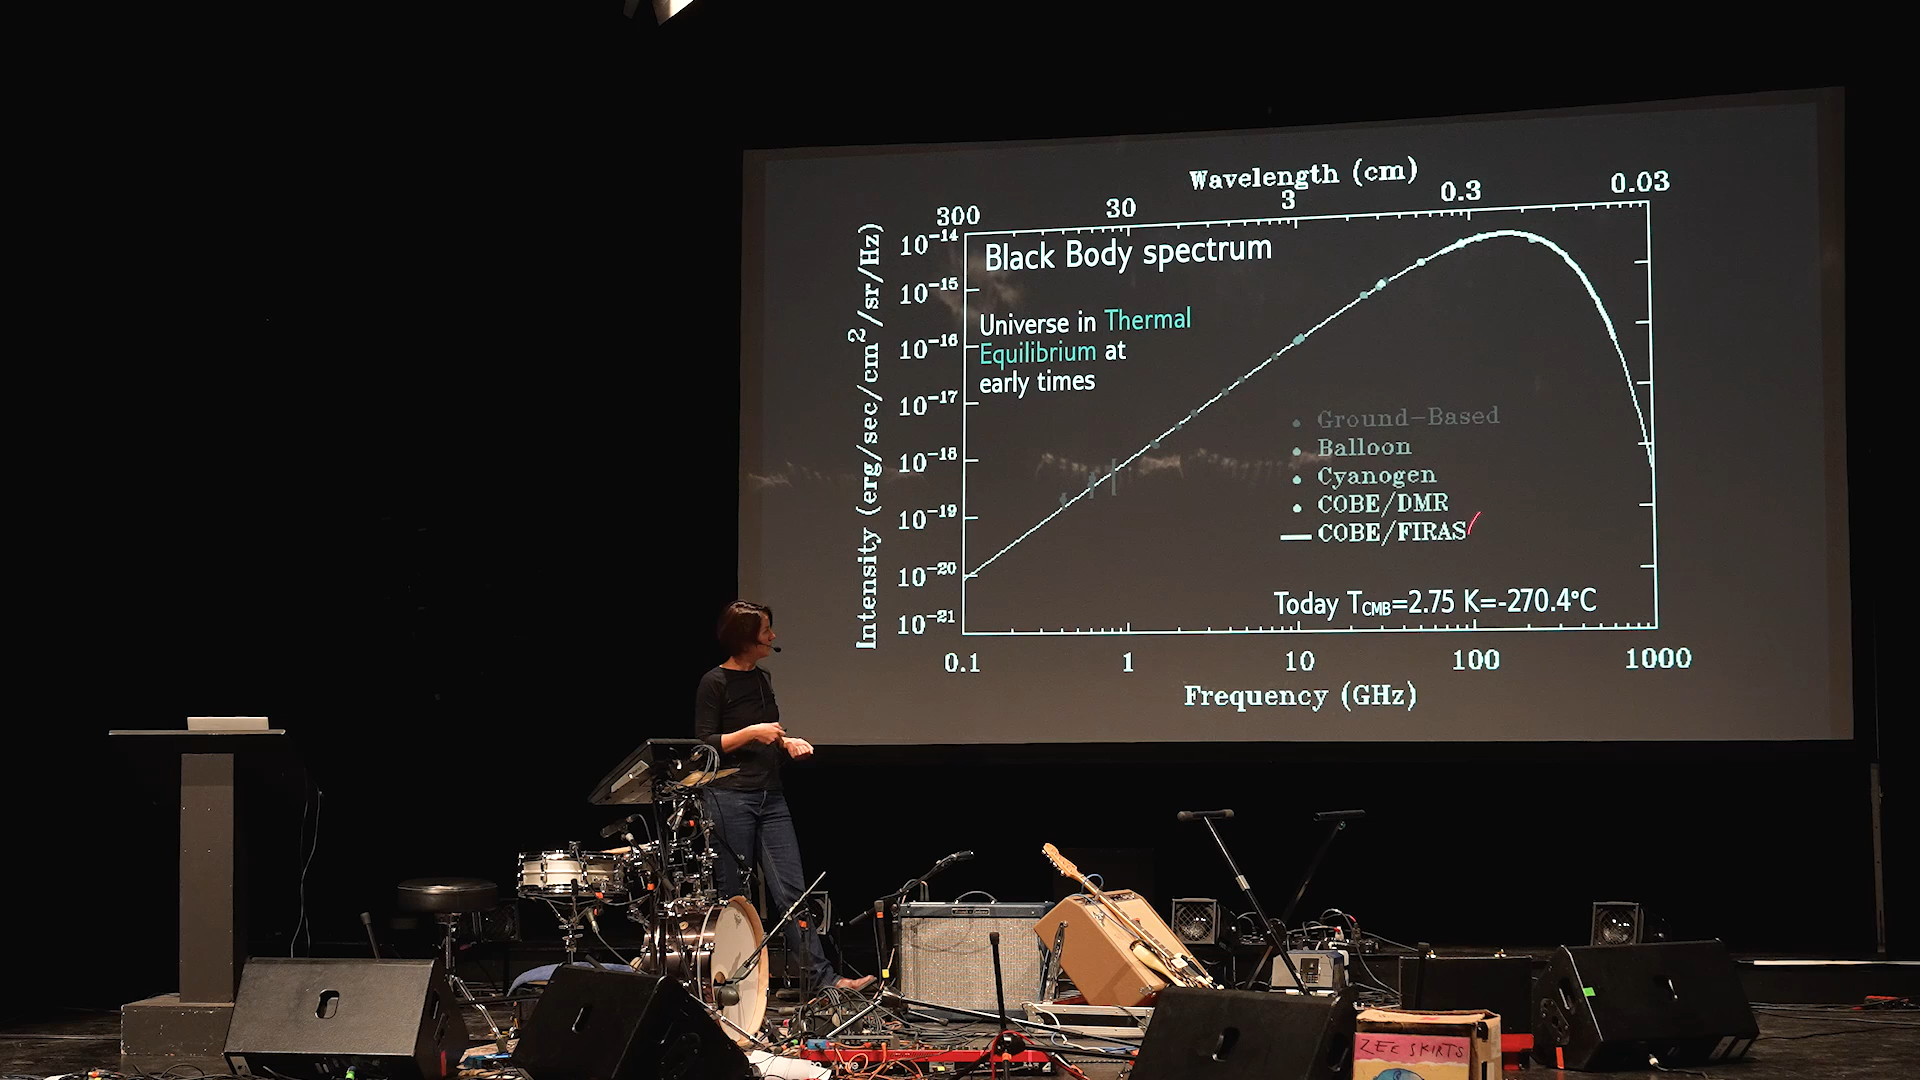 Wavelength (cm)
300 30 3 0.3 0.03
Intensity (erg/sec/cm²/sr/Hz)
10⁻¹⁴
10⁻¹⁵
10⁻¹⁶
10⁻¹⁷
10⁻¹⁸
10⁻¹⁹
10⁻²⁰
10⁻²¹
Black Body spectrum
Universe in Thermal
Equilibrium at
early times
Ground-Based
Balloon
Cyanogen
COBE/DMR
COBE/FIRAS
Today TCMB=2.75 K=-270.4°C
0.1 1 10 100 1000
Frequency (GHz)
ZEE SKIRTS